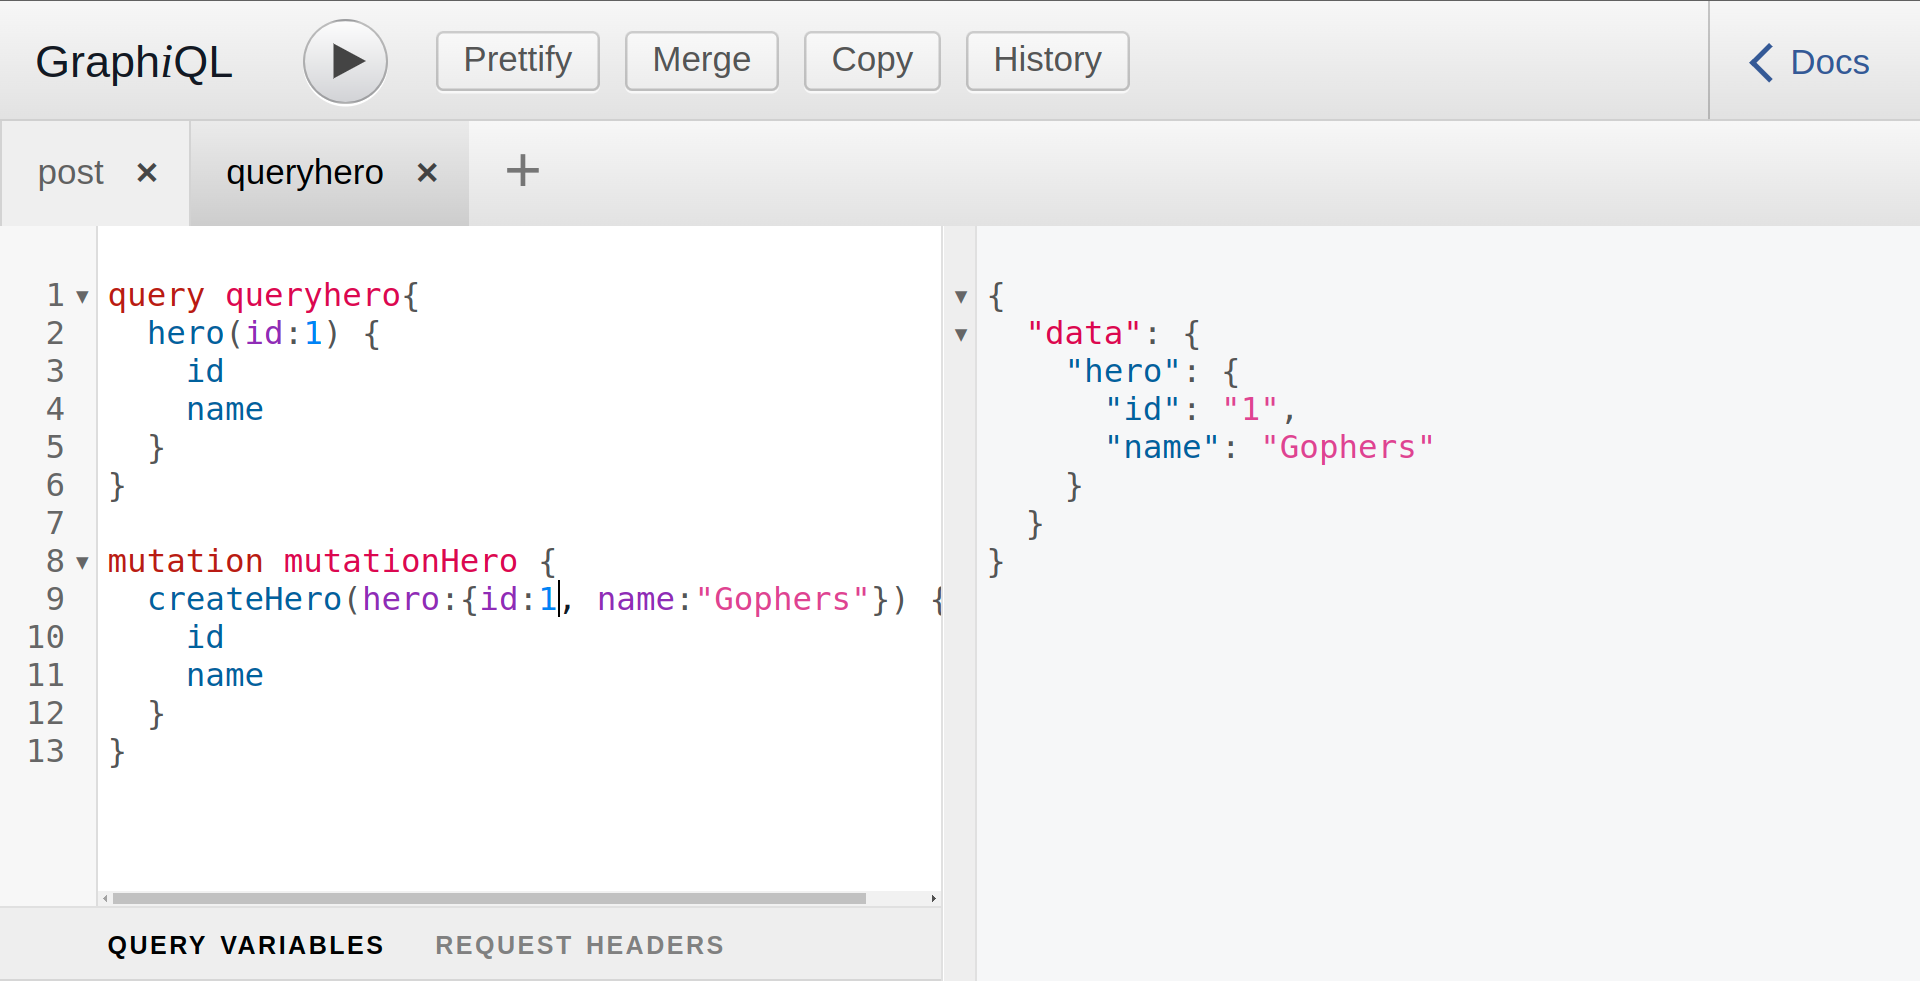 GraphiQL Prettify Merge Copy History Docs
post × queryhero × +
1 query queryhero{
2   hero(id:1) {
3     id
4     name
5   }
6 }
7
8 mutation mutationHero {
9   createHero(hero:{id:1, name:"Gophers"}) {
10     id
11     name
12   }
13 }
QUERY VARIABLES REQUEST HEADERS
{
  "data": {
    "hero": {
      "id": "1",
      "name": "Gophers"
    }
  }
}